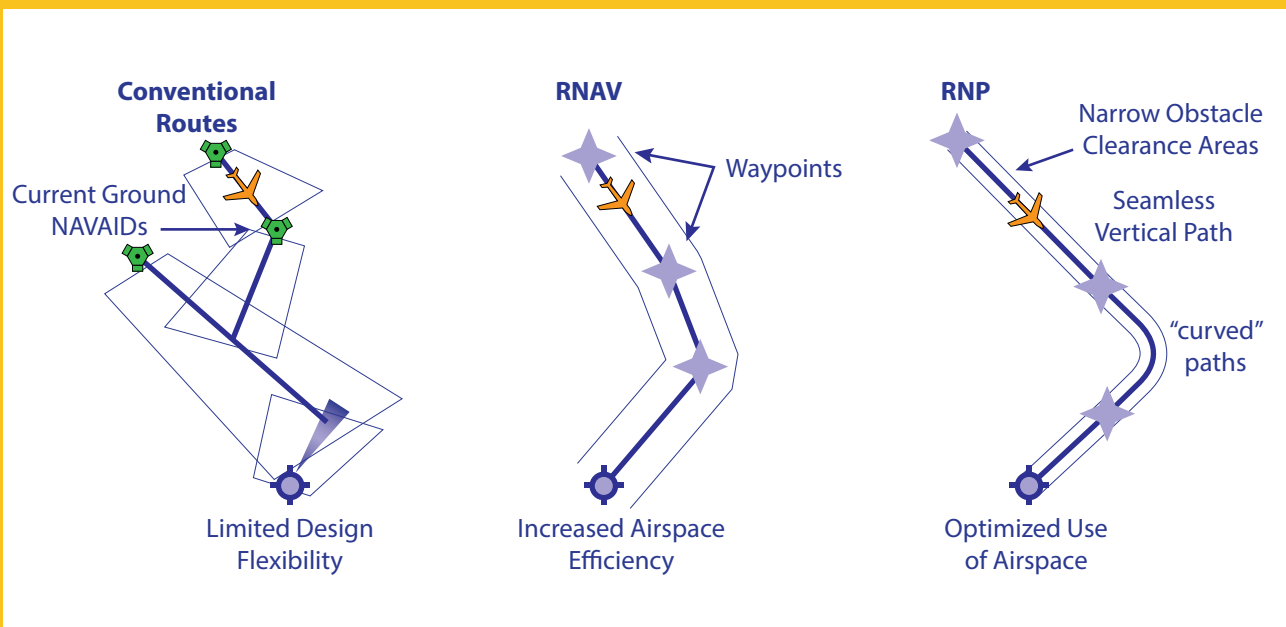 Conventional
Routes
Current Ground
NAVAIDs
Limited Design
Flexibility
RNAV
Waypoints
Increased Airspace
Efficiency
RNP
Narrow Obstacle
Clearance Areas
Seamless
Vertical Path
“curved”
paths
Optimized Use
of Airspace